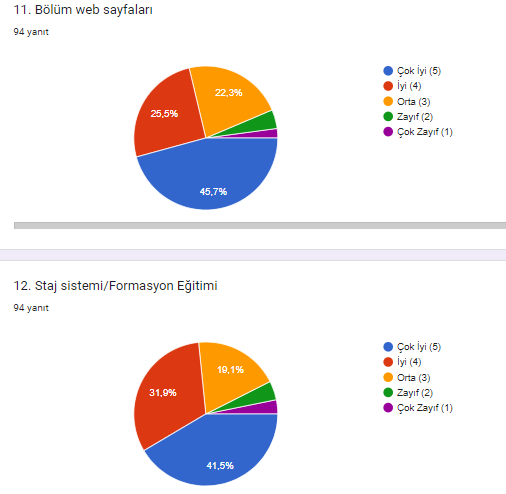 11. Bölüm web sayfaları
94 yanıt
Çok İyi (5)
İyi (4)
Orta (3)
Zayıf (2)
Çok Zayıf (1)
22,3%
25,5%
45,7%
12. Staj sistemi/Formasyon Eğitimi
94 yanıt
Çok İyi (5)
İyi (4)
Orta (3)
Zayıf (2)
Çok Zayıf (1)
19,1%
31,9%
41,5%